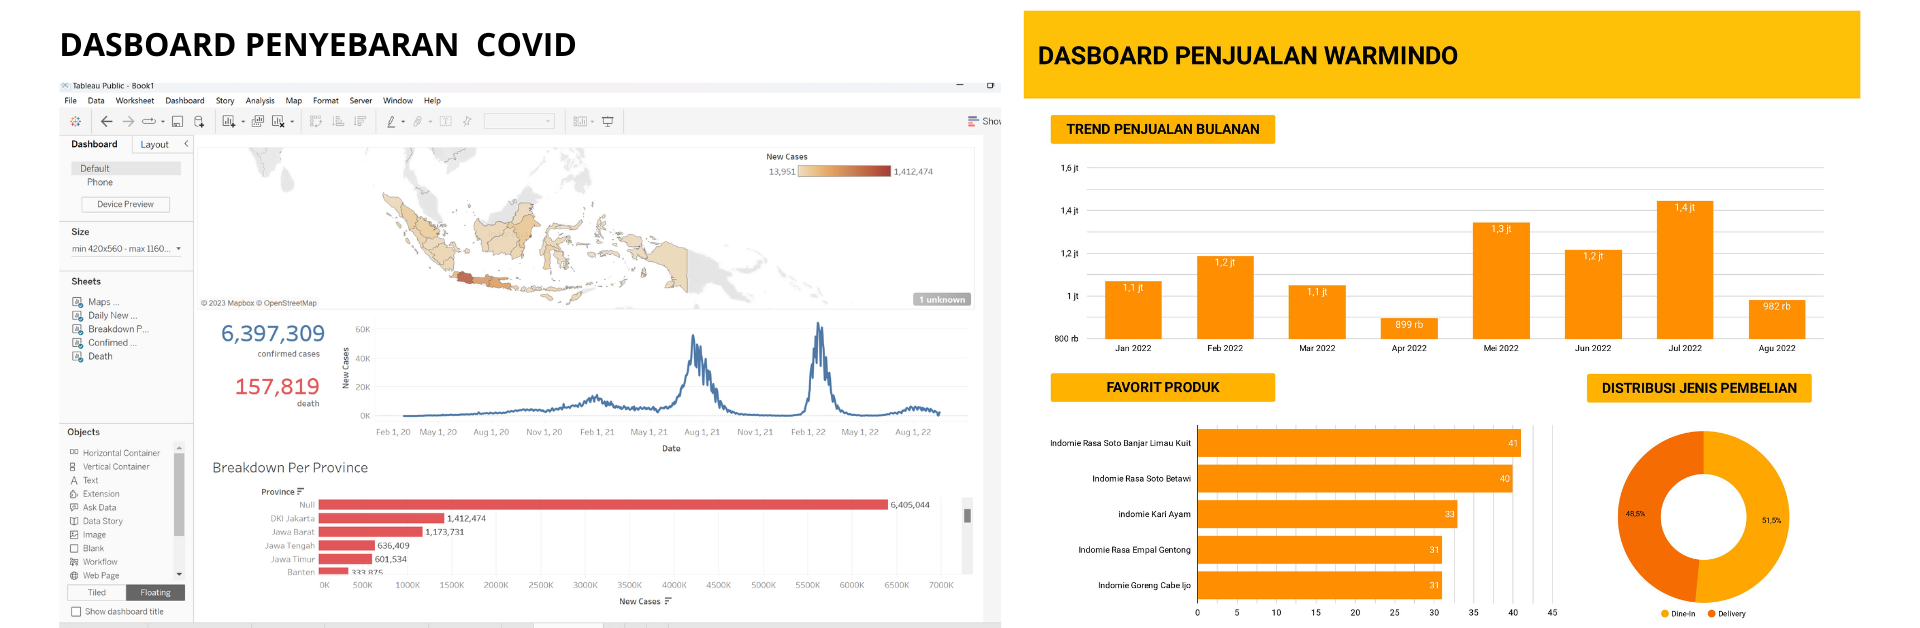 DASBOARD PENYEBARAN  COVID
Tableau Public - Book1
File Data Worksheet Dashboard Story Analysis Map Format Server Window Help
Show
Dashboard Layout
Default
Phone
Device Preview
Size
min 420x560 - max 1160...
Sheets
Maps ...
Daily New ...
Breakdown P...
Confirmed ...
Death
Objects
Horizontal Container
Vertical Container
Text
Extension
Ask Data
Data Story
Image
Blank
Workflow
Web Page
Tiled Floating
Show dashboard title
New Cases
13,951 1,412,474
© 2023 Mapbox © OpenStreetMap
1 unknown
6,397,309
confirmed cases
157,819
death
New Cases
60K
40K
20K
0K
Feb 1, 20 May 1, 20 Aug 1, 20 Nov 1, 20 Feb 1, 21 May 1, 21 Aug 1, 21 Nov 1, 21 Feb 1, 22 May 1, 22 Aug 1, 22
Date
Breakdown Per Province
Province
Null 6,405,044
DKI Jakarta 1,412,474
Jawa Barat 1,173,731
Jawa Tengah 636,409
Jawa Timur 601,534
Banten 333,875
0K 500K 1000K 1500K 2000K 2500K 3000K 3500K 4000K 4500K 5000K 5500K 6000K 6500K 7000K
New Cases
DASBOARD PENJUALAN WARMINDO
TREND PENJUALAN BULANAN
1,6 jt
1,4 jt
1,2 jt
1 jt
800 rb
1,1 jt 1,2 jt 1,1 jt 899 rb 1,3 jt 1,2 jt 1,4 jt 982 rb
Jan 2022 Feb 2022 Mar 2022 Apr 2022 Mei 2022 Jun 2022 Jul 2022 Agu 2022
FAVORIT PRODUK
Indomie Rasa Soto Banjar Limau Kuit 41
Indomie Rasa Soto Betawi 40
indomie Kari Ayam 33
Indomie Rasa Empal Gentong 31
Indomie Goreng Cabe Ijo 31
0 5 10 15 20 25 30 35 40 45
DISTRIBUSI JENIS PEMBELIAN
48,5% 51,5%
Dine-In Delivery